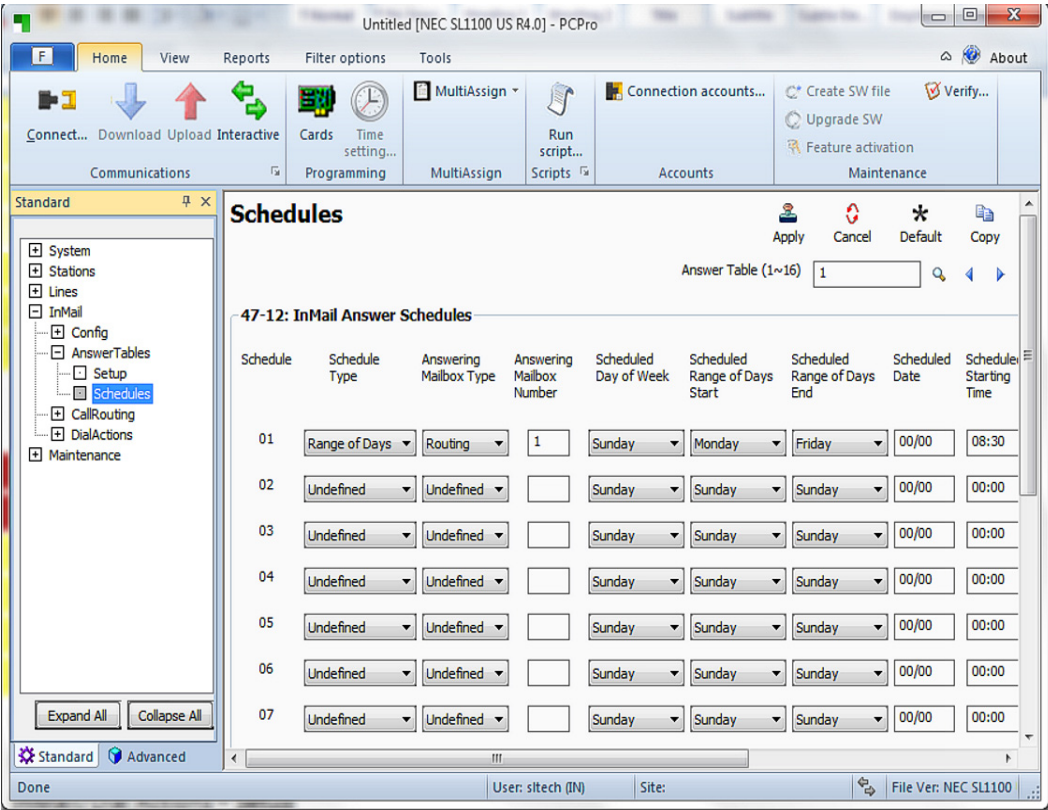 Untitled [NEC SL1100 US R4.0] - PCPro
F Home View Reports Filter options Tools About
Connect... Download Upload Interactive Cards Time setting... MultiAssign Run script... Connection accounts... Create SW file Verify...
Upgrade SW
Feature activation
Communications Programming MultiAssign Scripts Accounts Maintenance
Standard
System
Stations
Lines
InMail
Config
AnswerTables
Setup
Schedules
CallRouting
DialActions
Maintenance
Expand All Collapse All
Standard Advanced
Schedules
Apply Cancel Default Copy
Answer Table (1~16) 1
47-12: InMail Answer Schedules
Schedule Schedule Type Answering Mailbox Type Answering Mailbox Number Scheduled Day of Week Scheduled Range of Days Start Scheduled Range of Days End Scheduled Date Scheduled Starting Time
01 Range of Days Routing 1 Sunday Monday Friday 00/00 08:30
02 Undefined Undefined Sunday Sunday Sunday 00/00 00:00
03 Undefined Undefined Sunday Sunday Sunday 00/00 00:00
04 Undefined Undefined Sunday Sunday Sunday 00/00 00:00
05 Undefined Undefined Sunday Sunday Sunday 00/00 00:00
06 Undefined Undefined Sunday Sunday Sunday 00/00 00:00
07 Undefined Undefined Sunday Sunday Sunday 00/00 00:00
Done User: sltech (IN) Site: File Ver: NEC SL1100